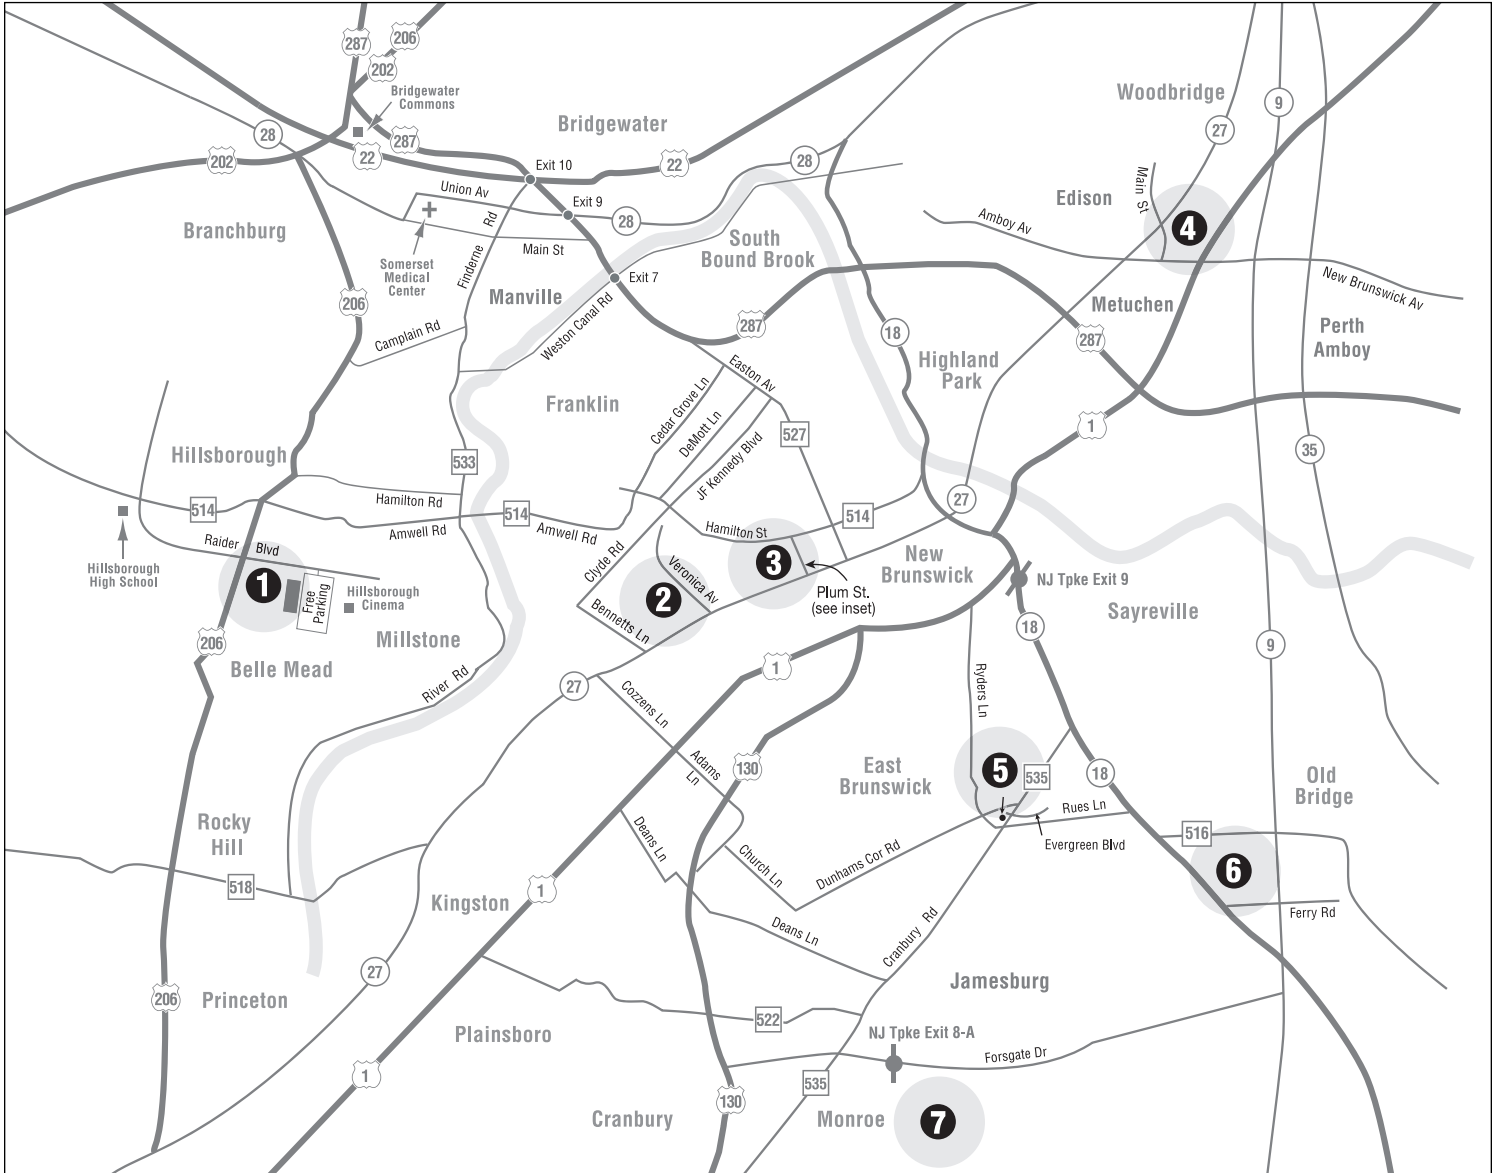 287
206
202
Bridgewater
Commons
Woodbridge
9
28
287
Bridgewater
27
202
22
Exit 10
22
28
Union Av
Main St
Edison
Exit 9
28
Rd
Finderne
Amboy Av
4
Branchburg
Main St
South
Bound Brook
Somerset
Medical
Center
Exit 7
New Brunswick Av
Manville
206
Metuchen
Weston Canal Rd
287
18
287
Perth
Amboy
Camplain Rd
Highland
Park
Easton Av
Cedar Grove Ln
Franklin
DeMott Ln
1
527
JF Kennedy Blvd
35
Hillsborough
533
Hamilton Rd
27
514
514
514
Amwell Rd
Amwell Rd
Hamilton St
Raider Blvd
Clyde Rd
Hillsborough
High School
1
Free
Parking
Hillsborough
Cinema
Veronica Av
3
New
Brunswick
NJ Tpke Exit 9
2
Plum St.
(see inset)
Bennetts Ln
Sayreville
18
206
Millstone
9
Belle Mead
River Rd
1
27
Cozzens Ln
Ryders Ln
Adams
Ln
130
East
Brunswick
5
535
18
Old
Bridge
Rues Ln
Rocky
Hill
Deans Ln
Evergreen Blvd
516
Church Ln
Dunhams Cor Rd
6
518
1
Kingston
Ferry Rd
Deans Ln
Cranbury Rd
27
Jamesburg
206
Princeton
522
Plainsboro
NJ Tpke Exit 8-A
Forsgate Dr
1
535
130
Cranbury
Monroe
7